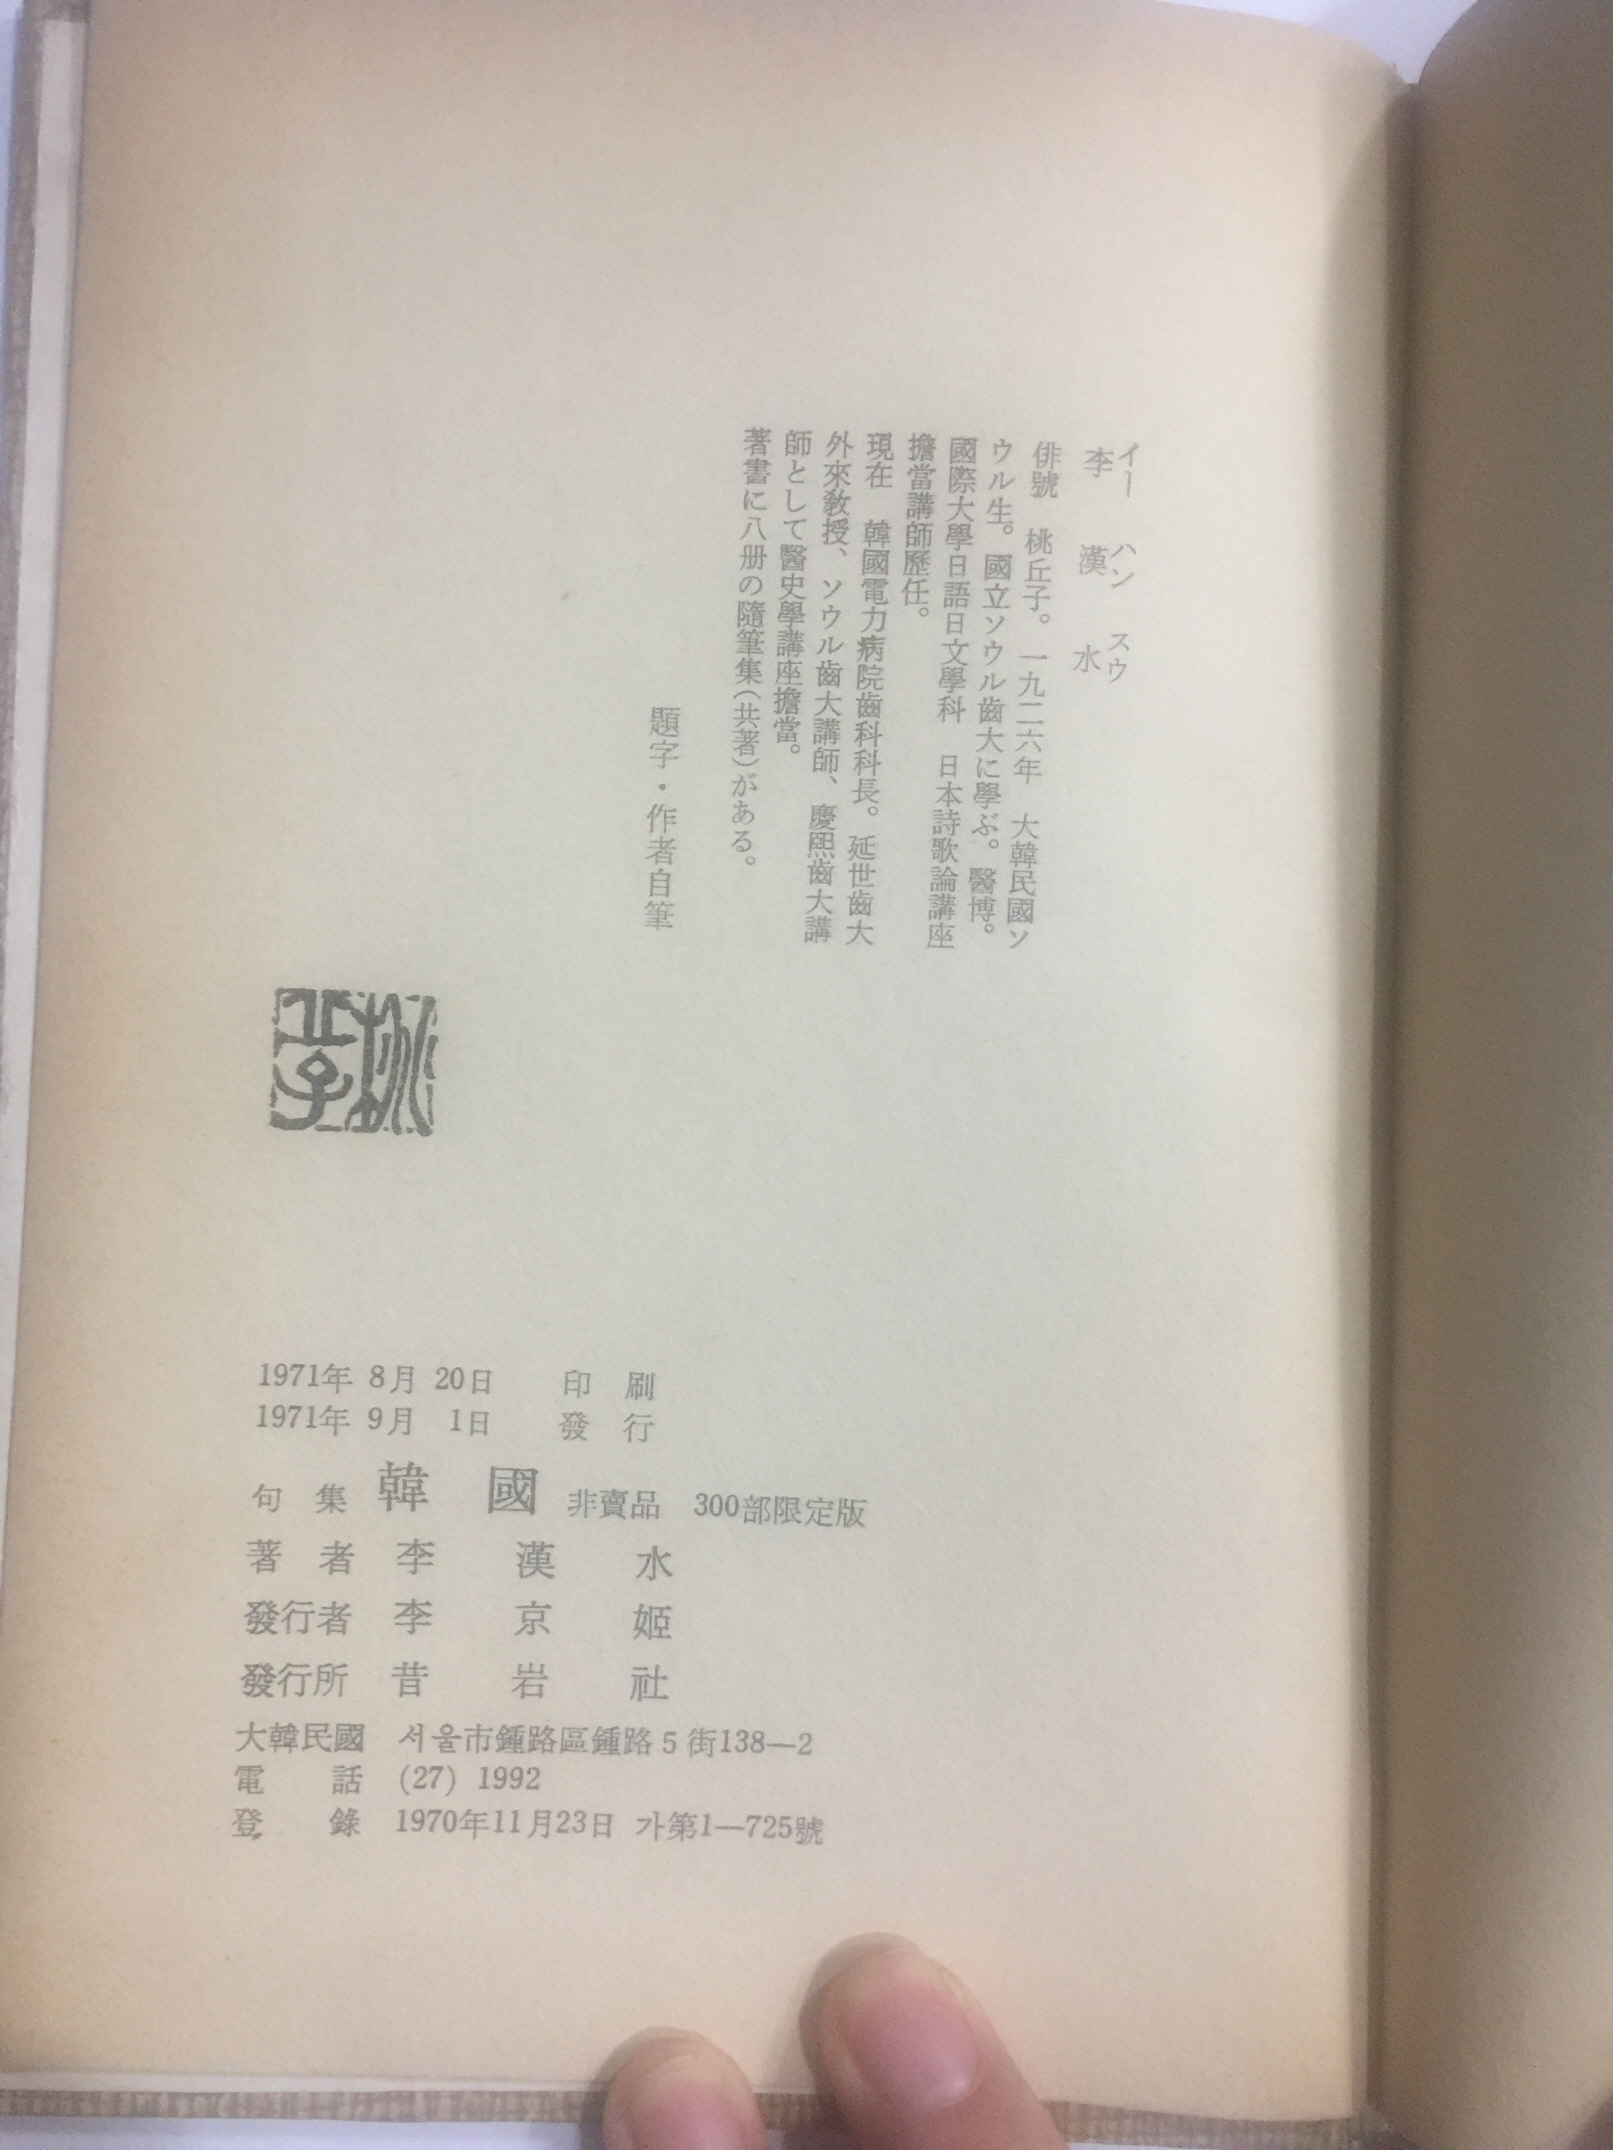 李漢水
イー ハン スウ
俳號 桃丘子。一九二六年 大韓民國ソ
ウル生。國立ソウル齒大に學ぶ。醫博。
國際大學日語日文學科 日本詩歌論講座
擔當講師歷任。
現在 韓國電力病院齒科科長。延世齒大
外來敎授、ソウル齒大講師、慶熙齒大講
師として醫史學講座擔當。
著書に八册の隨筆集(共著)がある。
題字・作者自筆
1971年 8月 20日 印刷
1971年 9月 1日 發行
句集 韓國 非賣品 300部限定版
著者 李漢水
發行者 李京姬
發行所 昔岩社
大韓民國 서울市鍾路區鍾路5街138—2
電話 (27) 1992
登錄 1970年11月23日 가第1—725號